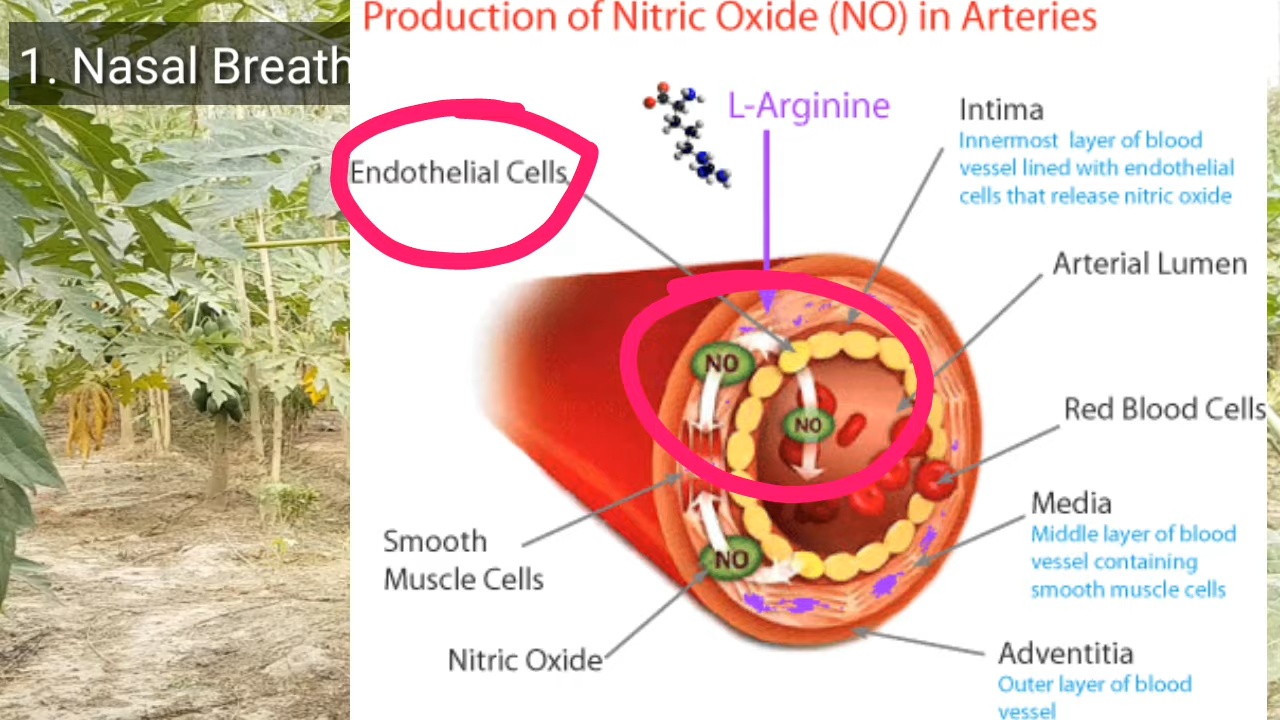 Production of Nitric Oxide (NO) in Arteries
1. Nasal Breath
L-Arginine
Endothelial Cells
Intima
Innermost layer of blood
vessel lined with endothelial
cells that release nitric oxide
Arterial Lumen
NO
NO
Red Blood Cells
Media
Middle layer of blood
vessel containing
smooth muscle cells
Smooth
Muscle Cells
NO
Nitric Oxide
Adventitia
Outer layer of blood
vessel